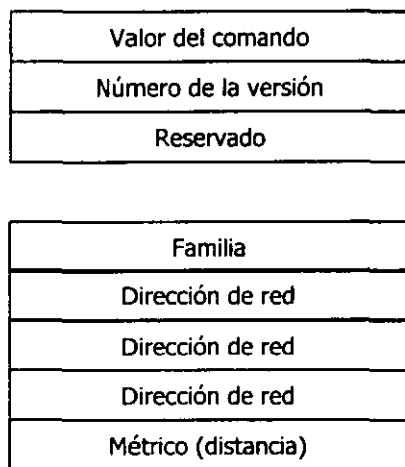 Valor del comando
Número de la versión
Reservado
Familia
Dirección de red
Dirección de red
Dirección de red
Métrico (distancia)